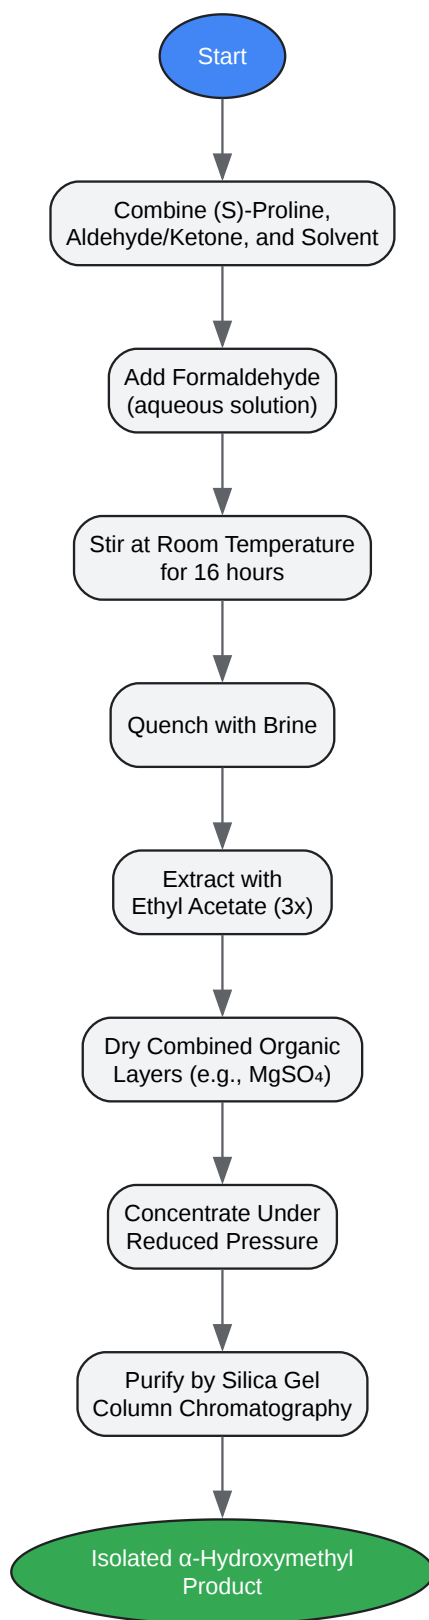 Start
Combine (S)-Proline,
Aldehyde/Ketone, and Solvent
Add Formaldehyde
(aqueous solution)
Stir at Room Temperature
for 16 hours
Quench with Brine
Extract with
Ethyl Acetate (3x)
Dry Combined Organic
Layers (e.g., MgSO₄)
Concentrate Under
Reduced Pressure
Purify by Silica Gel
Column Chromatography
Isolated α-Hydroxymethyl
Product